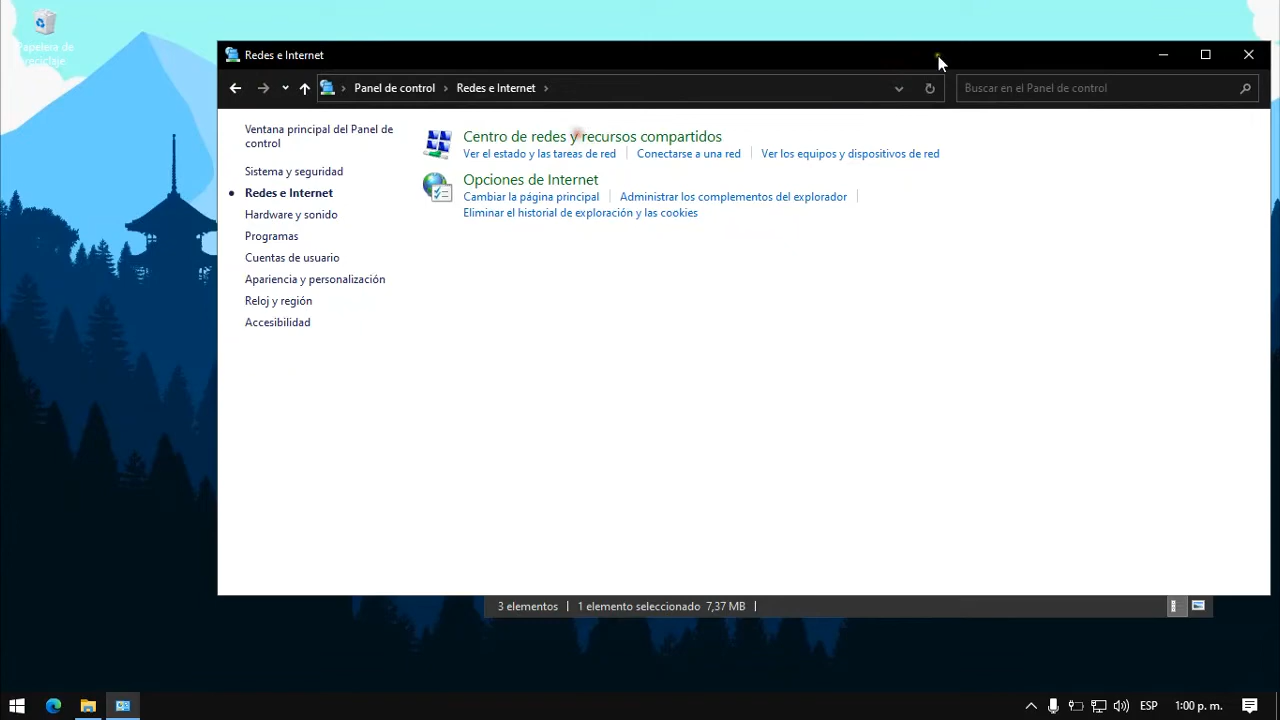 Papelera de
reciclaje
Redes e Internet
Panel de control
Redes e Internet
Buscar en el Panel de control
Ventana principal del Panel de
control
Sistema y seguridad
Redes e Internet
Hardware y sonido
Programas
Cuentas de usuario
Apariencia y personalización
Reloj y región
Accesibilidad
Centro de redes y recursos compartidos
Ver el estado y las tareas de red
Conectarse a una red
Ver los equipos y dispositivos de red
Opciones de Internet
Cambiar la página principal
Administrar los complementos del explorador
Eliminar el historial de exploración y las cookies
3 elementos
1 elemento seleccionado 7,37 MB
ESP
1:00 p. m.